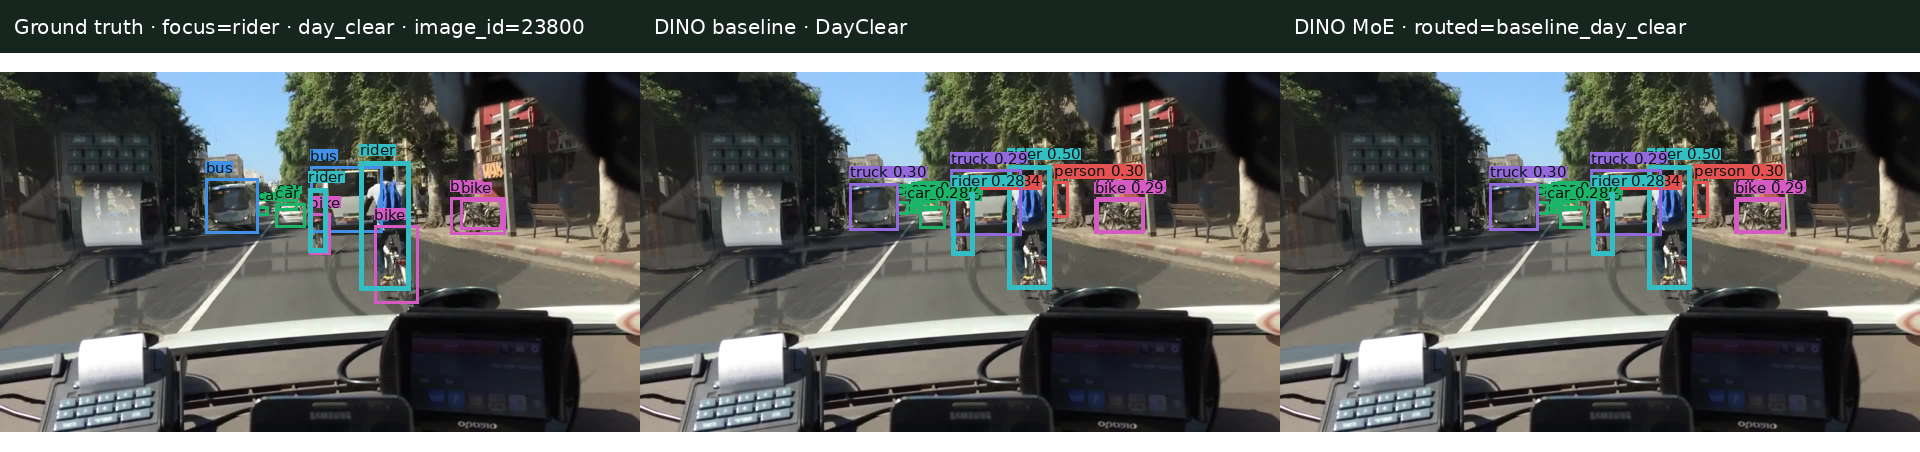 Ground truth · focus=rider · day_clear · image_id=23800
DINO baseline · DayClear
DINO MoE · routed=baseline_day_clear
bus
bus
rider
rider
bike
bike
car
bike
truck 0.30
truck 0.29
rider 0.28
person 0.30
bike 0.29
car 0.28
truck 0.30
truck 0.29
rider 0.28
person 0.30
bike 0.29
car 0.28
SAMSUNG
SAMSUNG
SAMSUNG